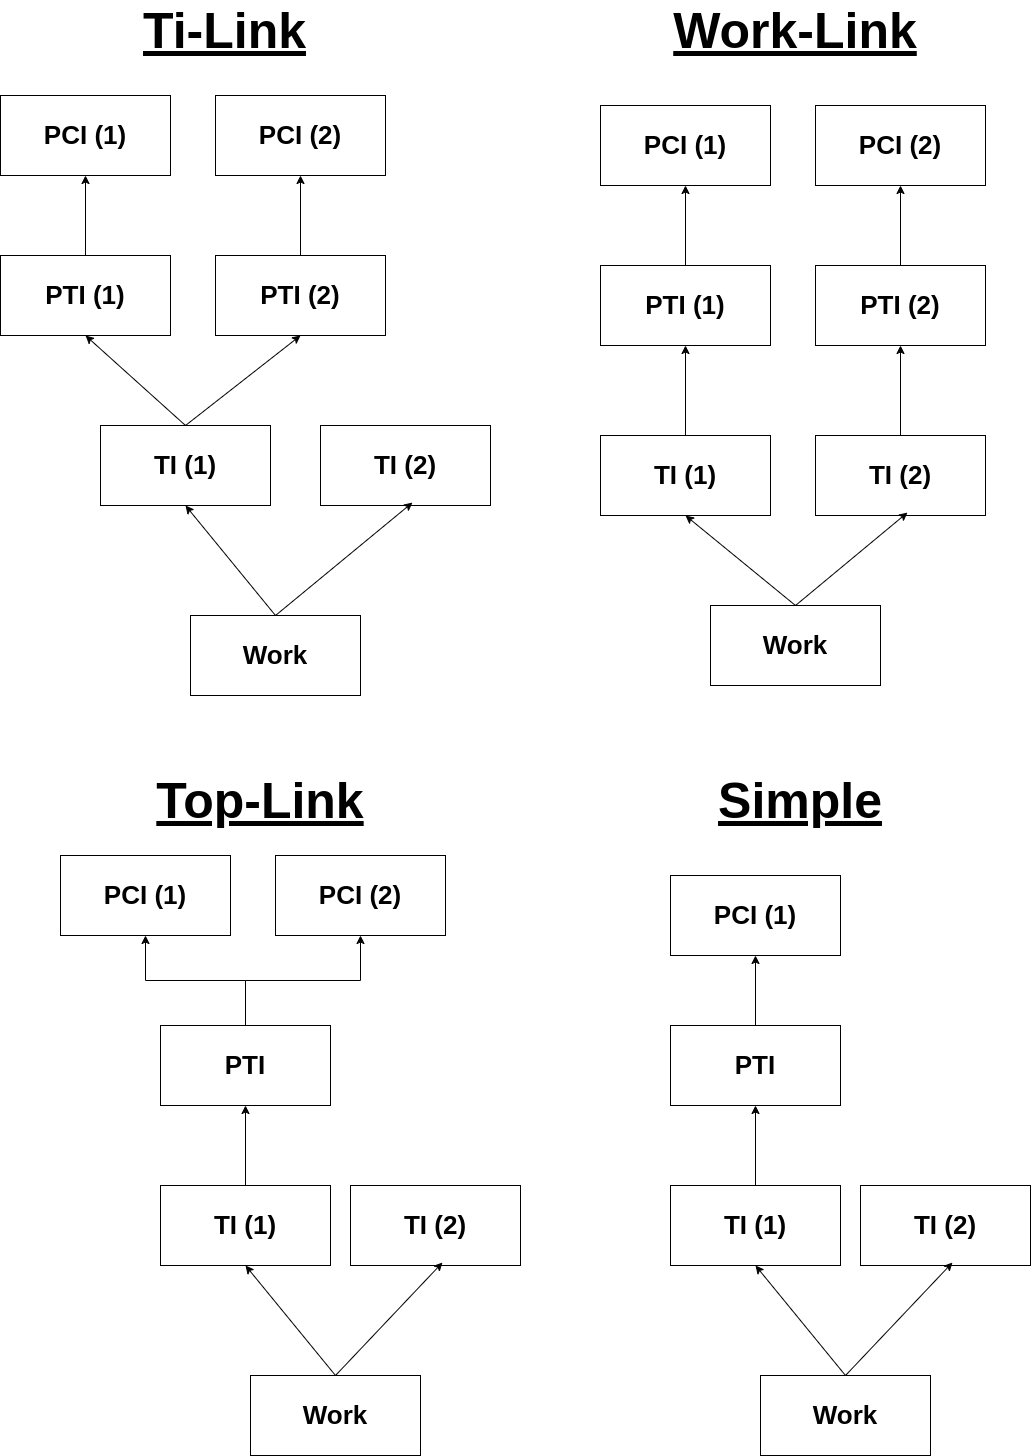 Ti-Link
PCI (1)
PCI (2)
PTI (1)
PTI (2)
TI (1)
TI (2)
Work
Work-Link
PCI (1)
PCI (2)
PTI (1)
PTI (2)
TI (1)
TI (2)
Work
Top-Link
PCI (1)
PCI (2)
PTI
TI (1)
TI (2)
Work
Simple
PCI (1)
PTI
TI (1)
TI (2)
Work